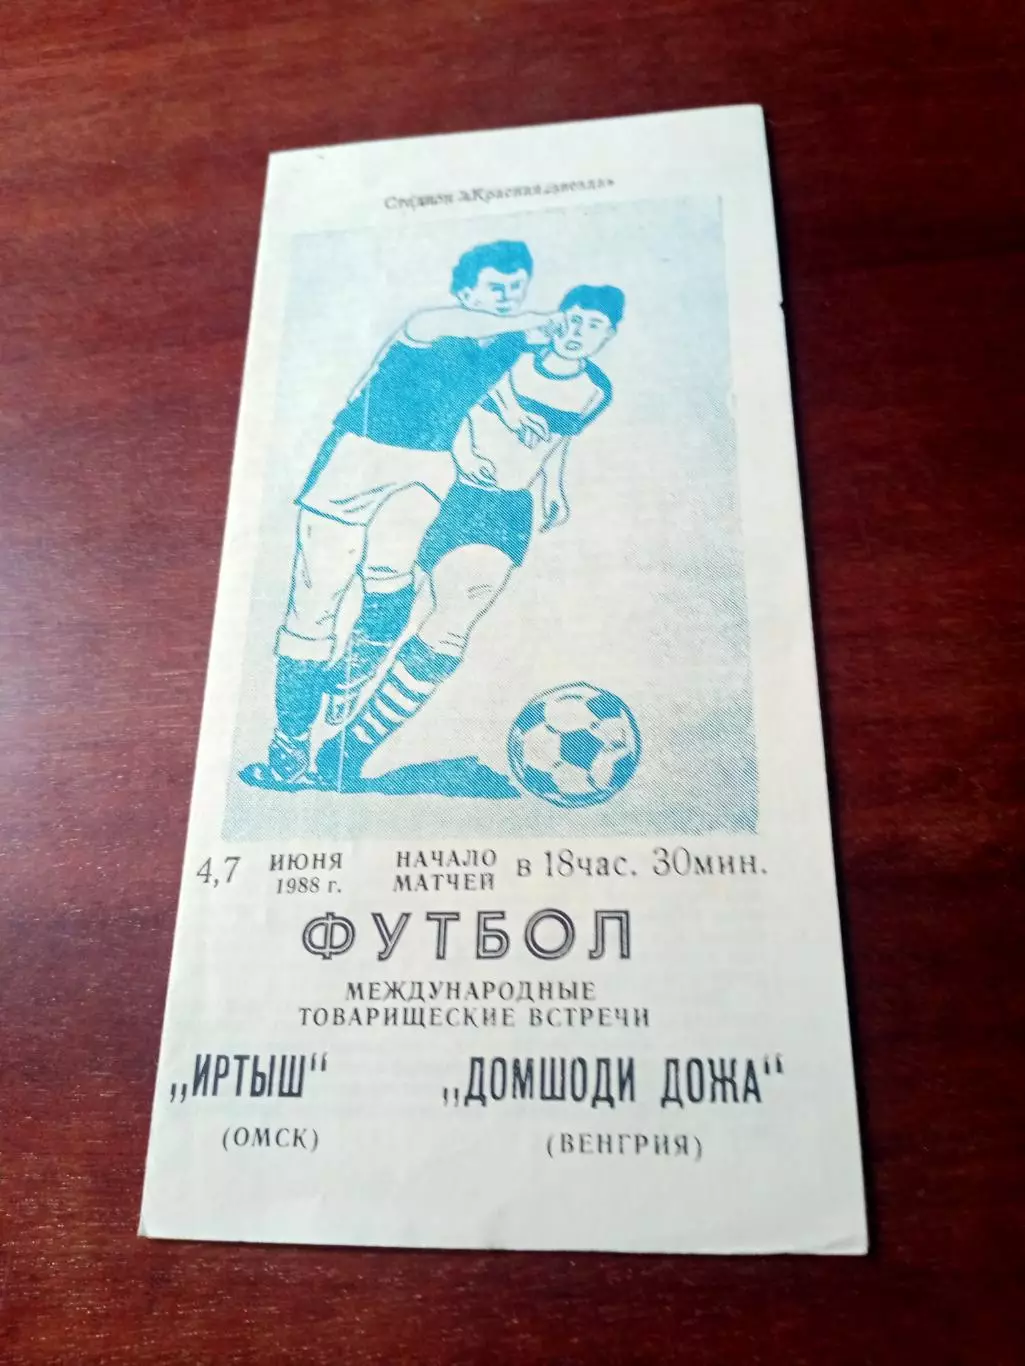 Стадион «Красная звезда»
4,7 ИЮНЯ 1988 г. НАЧАЛО МАТЧЕЙ в 18час. 30мин.
ФУТБОЛ
МЕЖДУНАРОДНЫЕ
ТОВАРИЩЕСКИЕ ВСТРЕЧИ
„ИРТЫШ“ „ДОМШОДИ ДОЖА“
(ОМСК) (ВЕНГРИЯ)